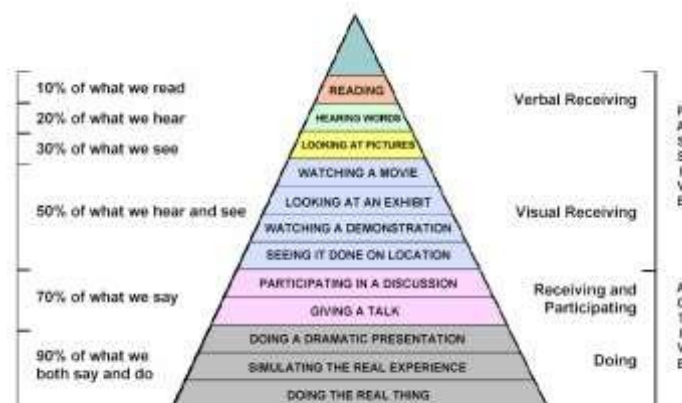 10% of what we read
20% of what we hear
30% of what we see
50% of what we hear and see
70% of what we say
90% of what we
both say and do
READING
HEARING WORDS
LOOKING AT PICTURES
WATCHING A MOVIE
LOOKING AT AN EXHIBIT
WATCHING A DEMONSTRATION
SEEING IT DONE ON LOCATION
PARTICIPATING IN A DISCUSSION
GIVING A TALK
DOING A DRAMATIC PRESENTATION
SIMULATING THE REAL EXPERIENCE
DOING THE REAL THING
Verbal Receiving
Visual Receiving
Receiving and
Participating
Doing
PASSIVE
ACTIVE